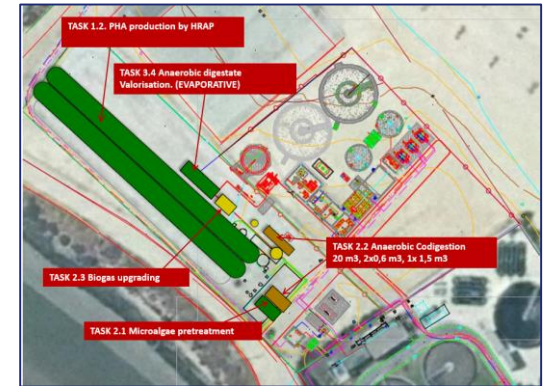 TASK 1.2. PHA production by HRAP
TASK 3.4 Anaerobic digestate
Valorisation. (EVAPORATIVE)
TASK 2.2 Anaerobic Codigestion
20 m3, 2x0,6 m3, 1x 1,5 m3
TASK 2.3 Biogas upgrading
TASK 2.1 Microalgae pretreatment